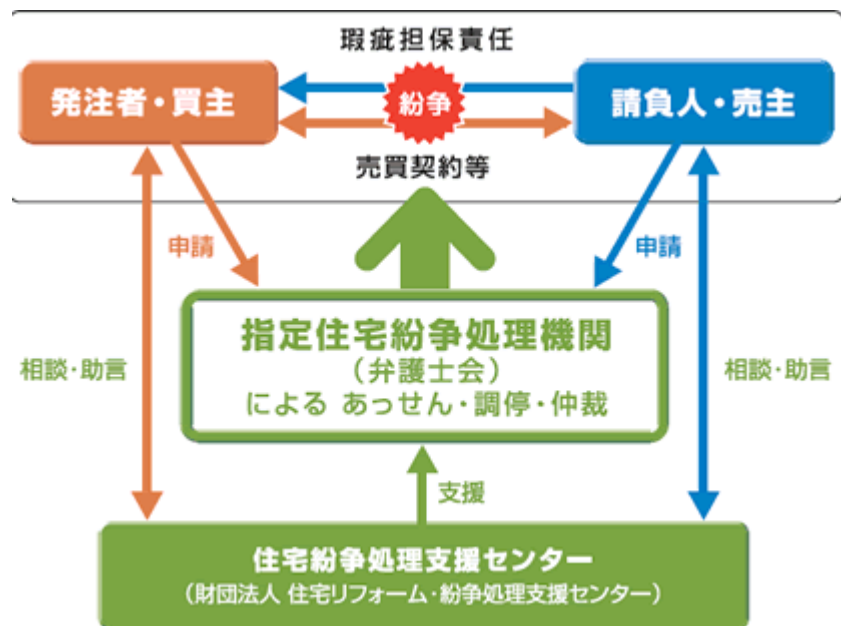 瑕疵担保責任
発注者・買主
紛争
請負人・売主
売買契約等
申請
申請
指定住宅紛争処理機関
（弁護士会）
による あっせん・調停・仲裁
相談・助言
相談・助言
支援
住宅紛争処理支援センター
（財団法人 住宅リフォーム・紛争処理支援センター）